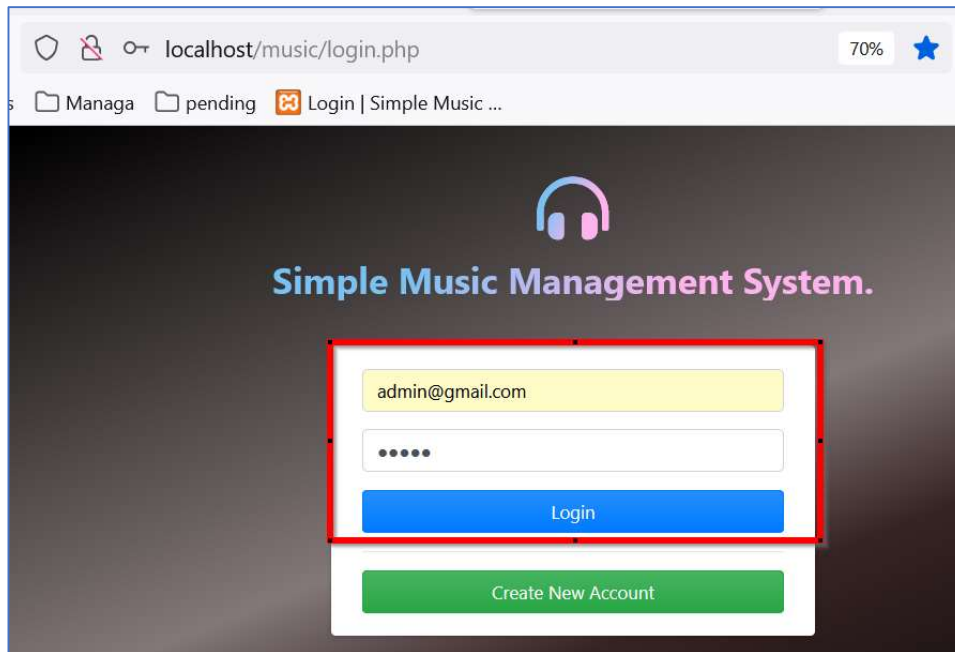 localhost/music/login.php 70%
Managa pending Login | Simple Music ...
Simple Music Management System.
admin@gmail.com
•••••
Login
Create New Account